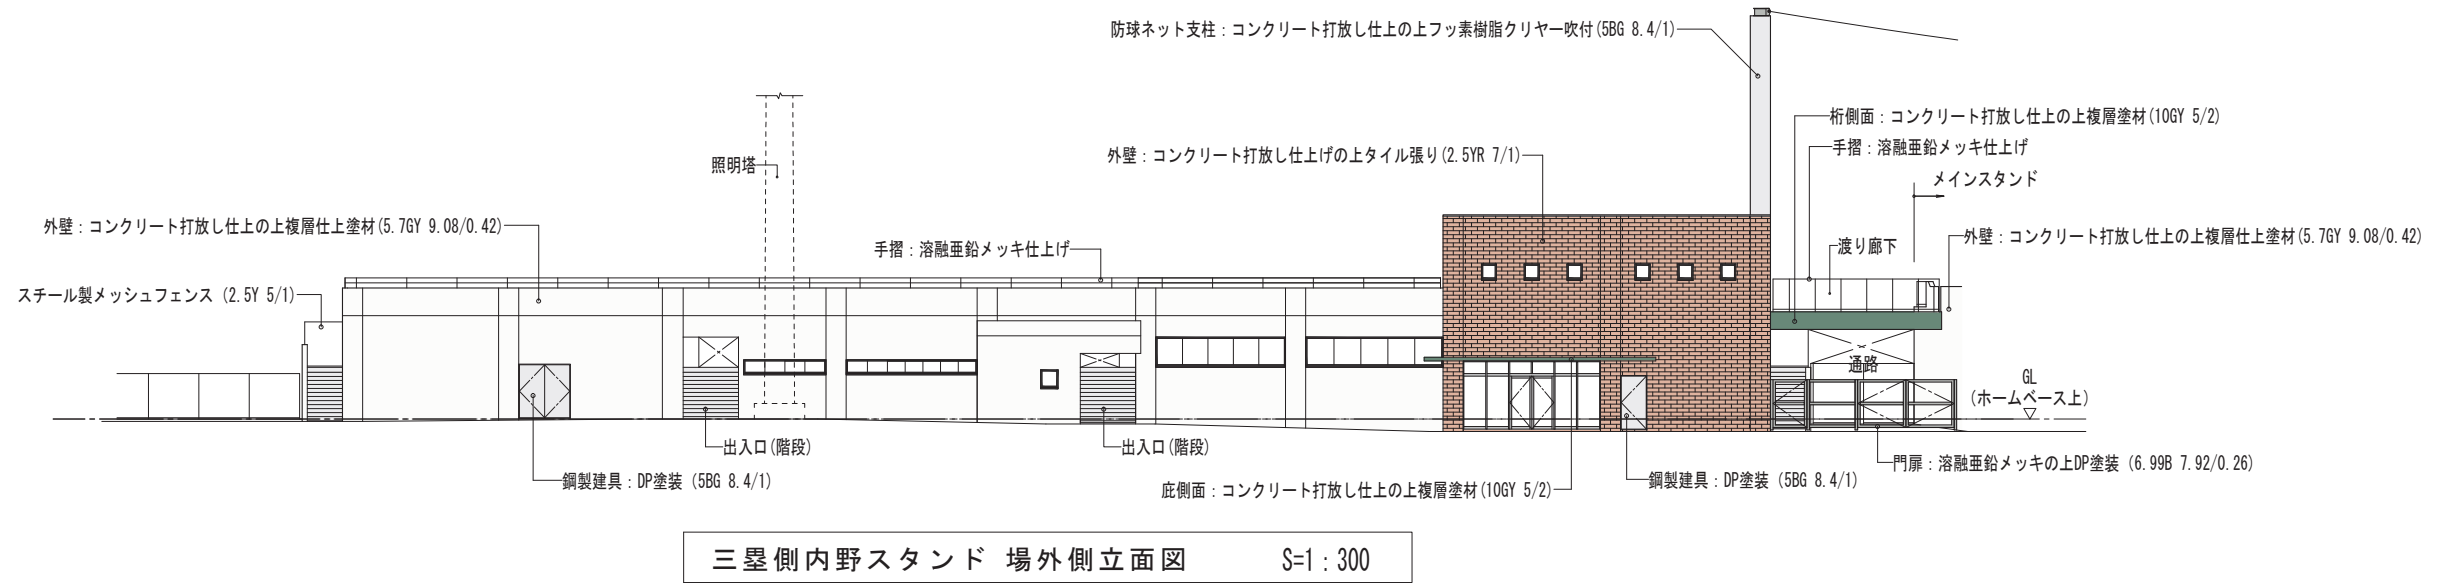 防球ネット支柱：コンクリート打放し仕上の上フッ素樹脂クリヤー吹付(5BG 8.4/1)
桁側面：コンクリート打放し仕上の上複層塗材(10GY 5/2)
手摺：溶融亜鉛メッキ仕上げ
外壁：コンクリート打放し仕上げの上タイル張り(2.5YR 7/1)
照明塔
メインスタンド
外壁：コンクリート打放し仕上の上複層仕上塗材(5.7GY 9.08/0.42)
手摺：溶融亜鉛メッキ仕上げ
渡り廊下
外壁：コンクリート打放し仕上の上複層仕上塗材(5.7GY 9.08/0.42)
スチール製メッシュフェンス (2.5Y 5/1)
通路
GL
(ホームベース上)
出入口(階段)
出入口(階段)
門扉：溶融亜鉛メッキの上DP塗装 (6.99B 7.92/0.26)
鋼製建具：DP塗装 (5BG 8.4/1)
庇側面：コンクリート打放し仕上の上複層塗材(10GY 5/2)
鋼製建具：DP塗装 (5BG 8.4/1)
三塁側内野スタンド 場外側立面図 S=1：300